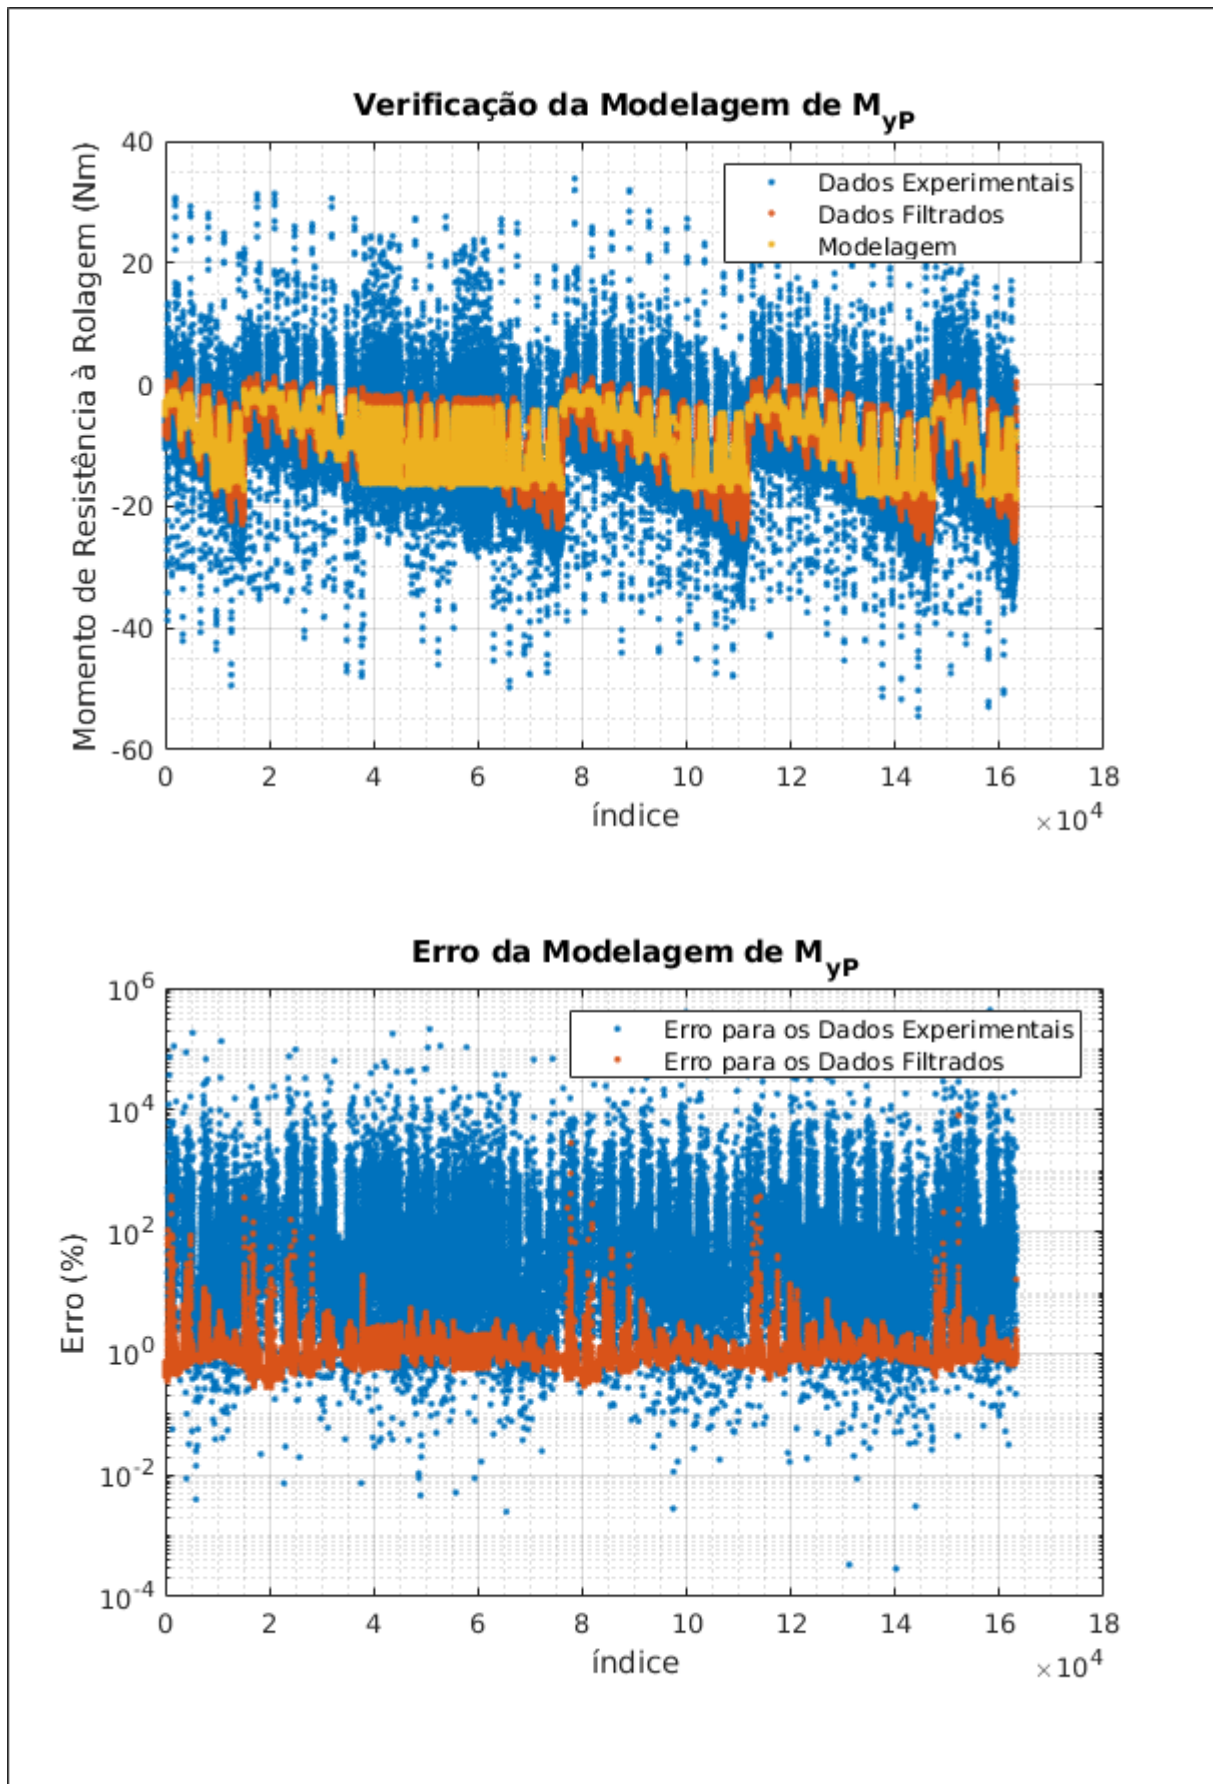 Verificação da Modelagem de M_yP
Momento de Resistência à Rolagem (Nm)
40
20
0
-20
-40
-60
Dados Experimentais
Dados Filtrados
Modelagem
0 2 4 6 8 10 12 14 16 18
índice
×10^4
Erro da Modelagem de M_yP
Erro (%)
10^6
10^4
10^2
10^0
10^-2
10^-4
Erro para os Dados Experimentais
Erro para os Dados Filtrados
0 2 4 6 8 10 12 14 16 18
índice
×10^4